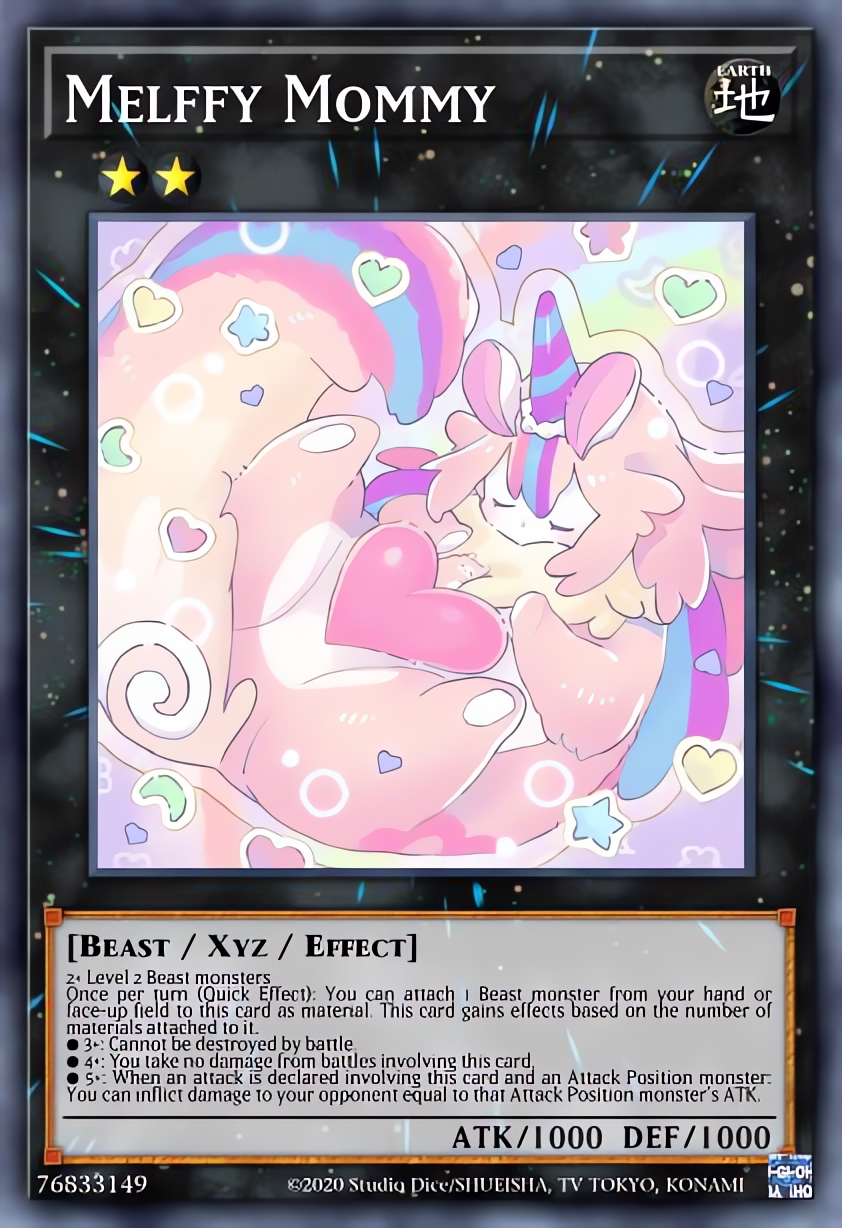 Melffy Mommy
EARTH
地
[Beast / Xyz / Effect]
2+ Level 2 Beast monsters
Once per turn (Quick Effect): You can attach 1 Beast monster from your hand or
face-up field to this card as material. This card gains effects based on the number of
materials attached to it.
● 3+: Cannot be destroyed by battle.
● 4+: You take no damage from battles involving this card.
● 5+: When an attack is declared involving this card and an Attack Position monster:
You can inflict damage to your opponent equal to that Attack Position monster's ATK.
ATK/1000 DEF/1000
76833149
©2020 Studio Dice/SHUEISHA, TV TOKYO, KONAMI